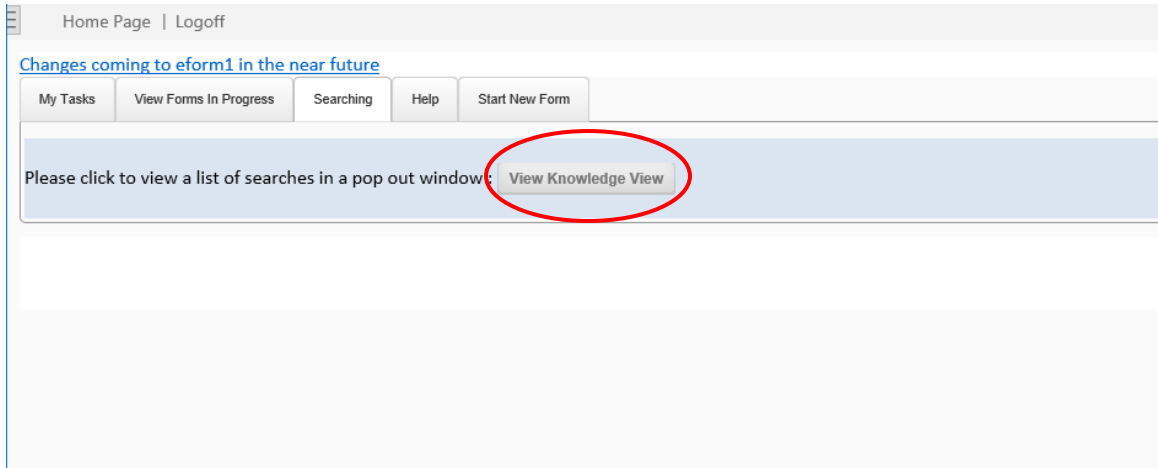 Home Page | Logoff
Changes coming to eform1 in the near future
My Tasks View Forms In Progress Searching Help Start New Form
Please click to view a list of searches in a pop out window : View Knowledge View